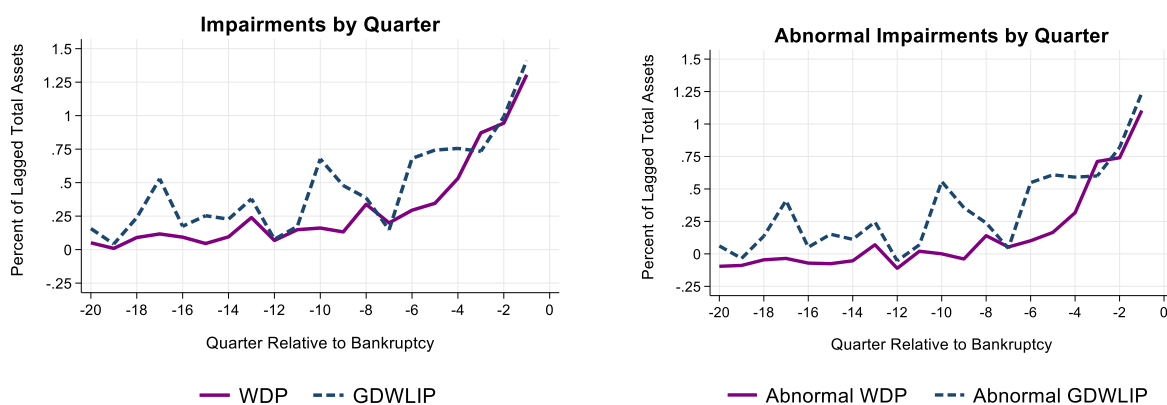 Impairments by Quarter
Percent of Lagged Total Assets
1.5
1.25
1
.75
.5
.25
0
-.25
-20 -18 -16 -14 -12 -10 -8 -6 -4 -2 0
Quarter Relative to Bankruptcy
WDP GDWLIP
Abnormal Impairments by Quarter
Percent of Lagged Total Assets
1.5
1.25
1
.75
.5
.25
0
-.25
-20 -18 -16 -14 -12 -10 -8 -6 -4 -2 0
Quarter Relative to Bankruptcy
Abnormal WDP Abnormal GDWLIP